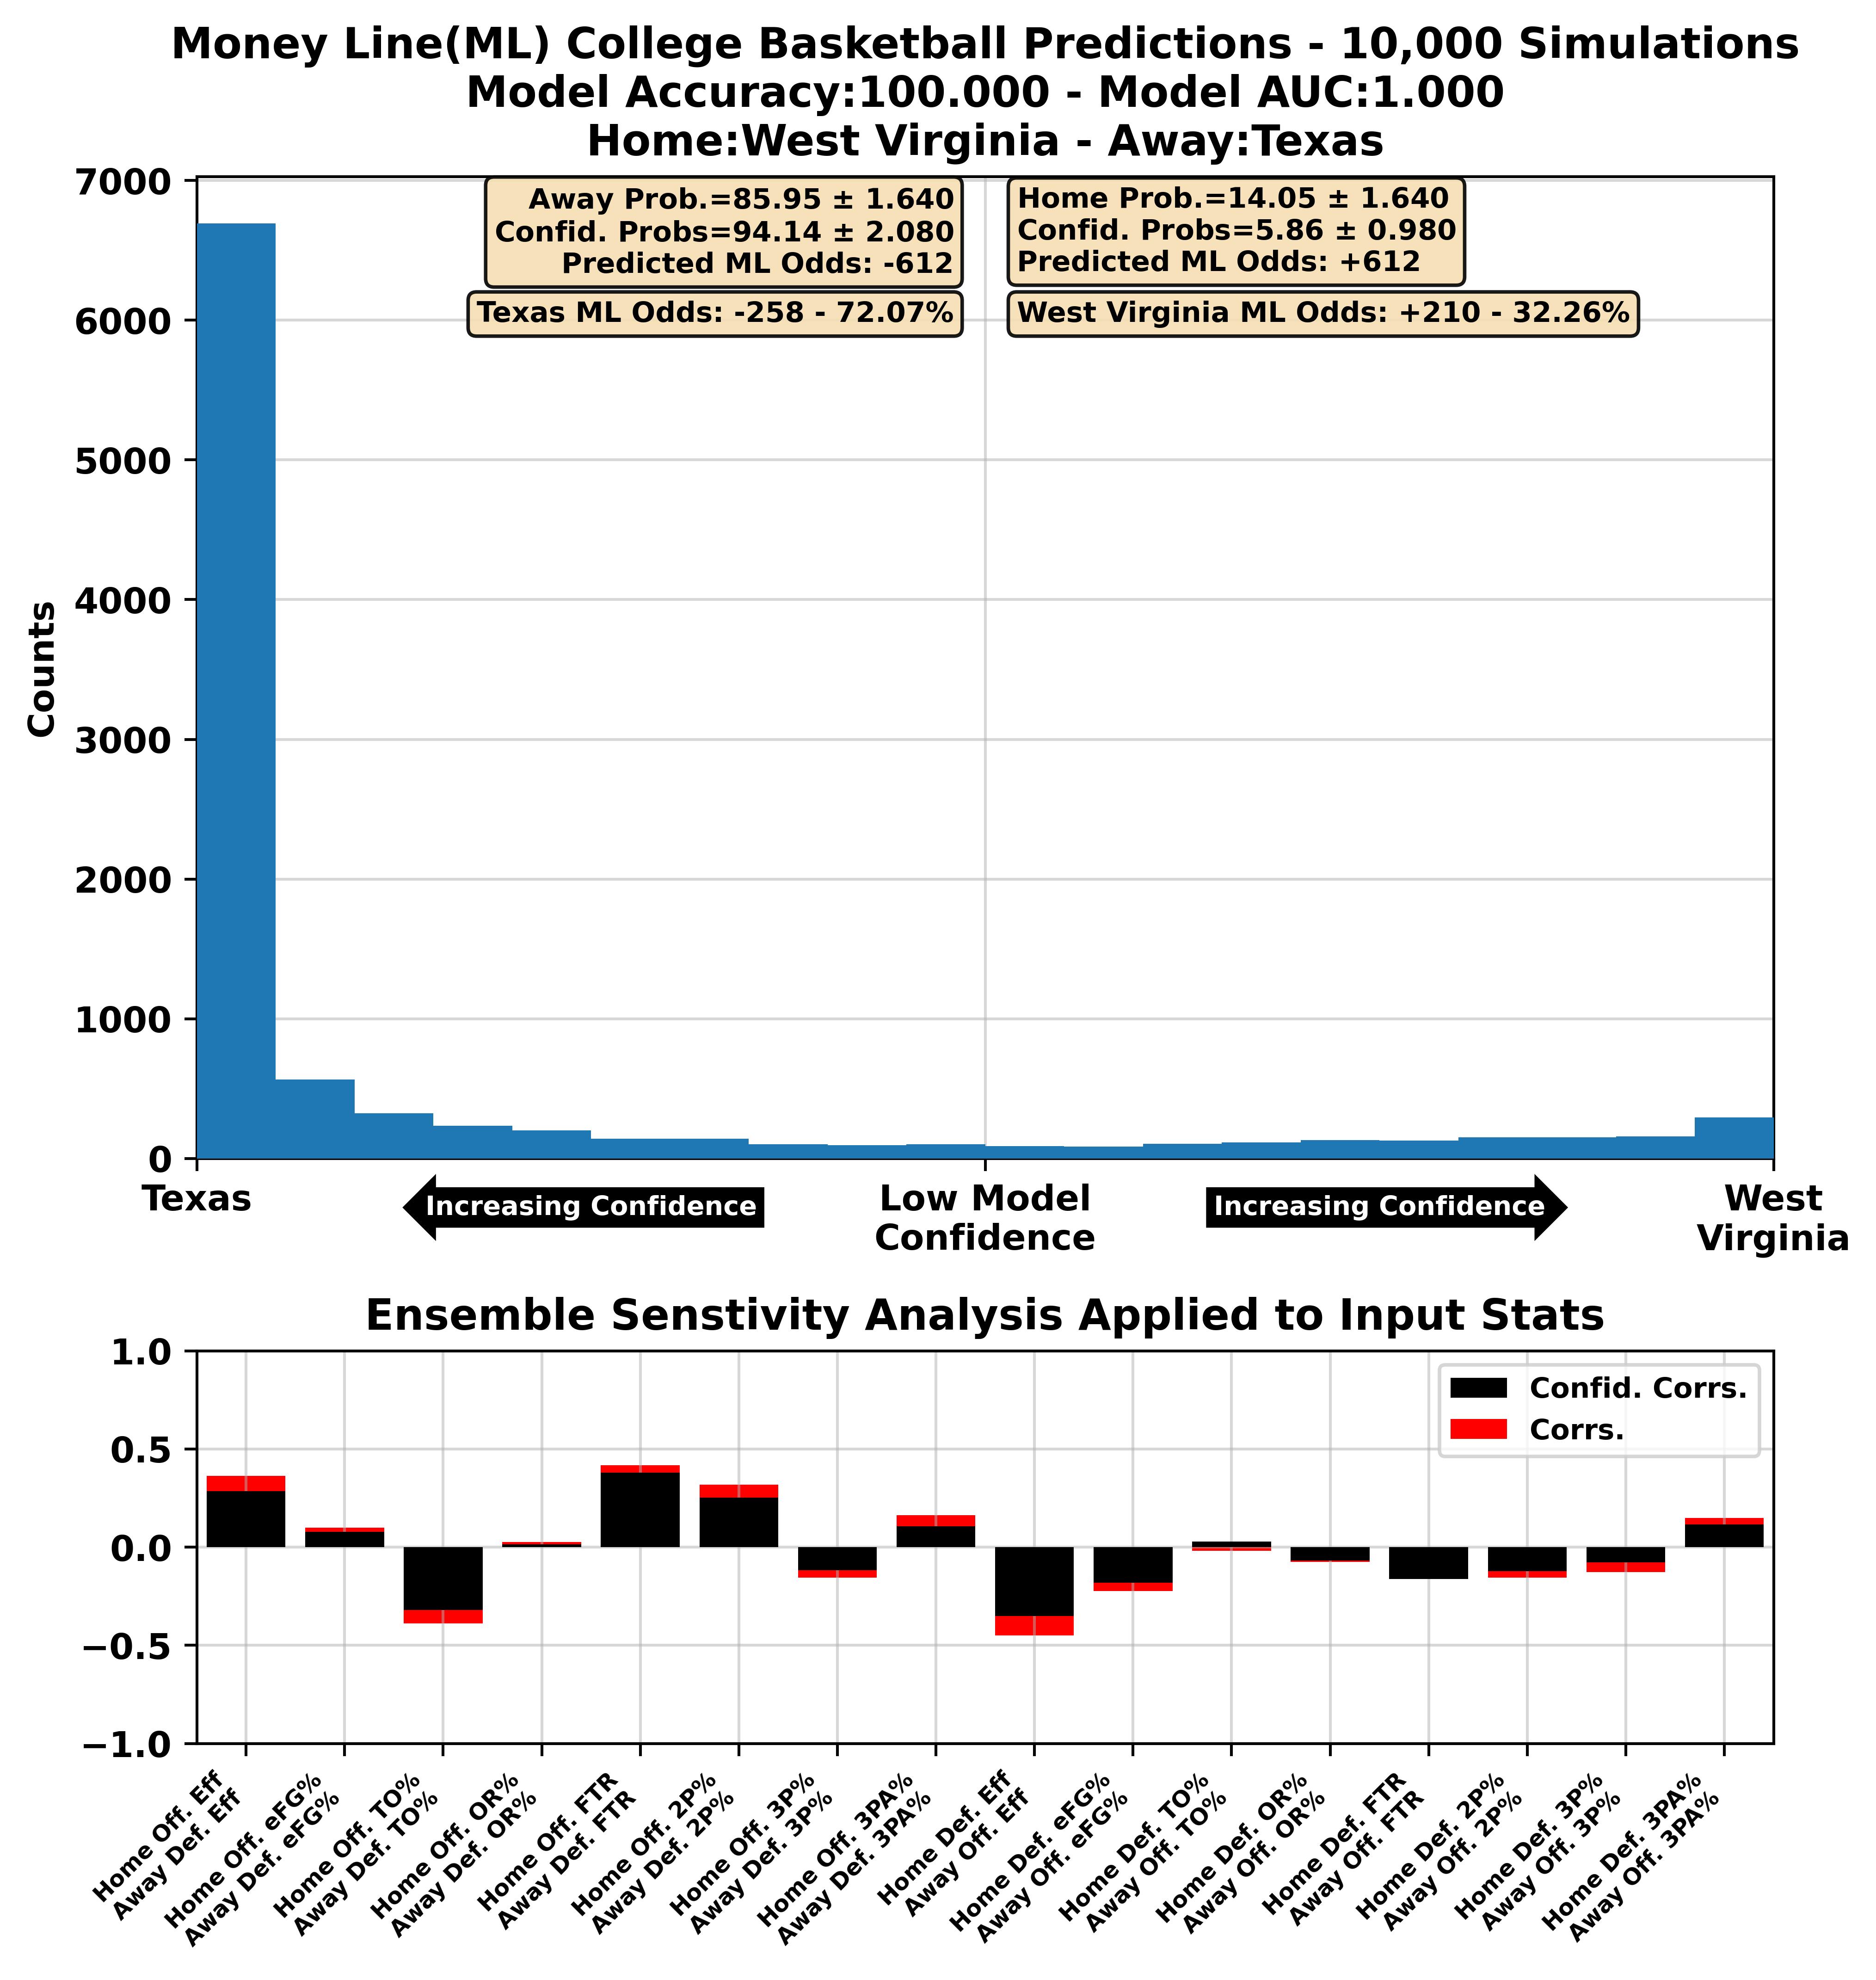 Money Line(ML) College Basketball Predictions - 10,000 Simulations
Model Accuracy:100.000 - Model AUC:1.000
Home:West Virginia - Away:Texas
7000
6000
5000
4000
3000
2000
1000
0
Counts
Away Prob.=85.95 ± 1.640
Confid. Probs=94.14 ± 2.080
Predicted ML Odds: -612
Texas ML Odds: -258 - 72.07%
Home Prob.=14.05 ± 1.640
Confid. Probs=5.86 ± 0.980
Predicted ML Odds: +612
West Virginia ML Odds: +210 - 32.26%
Texas
Increasing Confidence
Low Model
Confidence
Increasing Confidence
West
Virginia
Ensemble Senstivity Analysis Applied to Input Stats
1.0
0.5
0.0
−0.5
−1.0
Confid. Corrs.
Corrs.
Home Off. Eff
Away Def. Eff
Home Off. eFG%
Away Def. eFG%
Home Off. TO%
Away Def. TO%
Home Off. OR%
Away Def. OR%
Home Off. FTR
Away Def. FTR
Home Off. 2P%
Away Def. 2P%
Home Off. 3P%
Away Def. 3P%
Home Off. 3PA%
Away Def. 3PA%
Home Def. Eff
Away Off. Eff
Home Def. eFG%
Away Off. eFG%
Home Def. TO%
Away Off. TO%
Home Def. OR%
Away Off. OR%
Home Def. FTR
Away Off. FTR
Home Def. 2P%
Away Off. 2P%
Home Def. 3P%
Away Off. 3P%
Home Def. 3PA%
Away Off. 3PA%